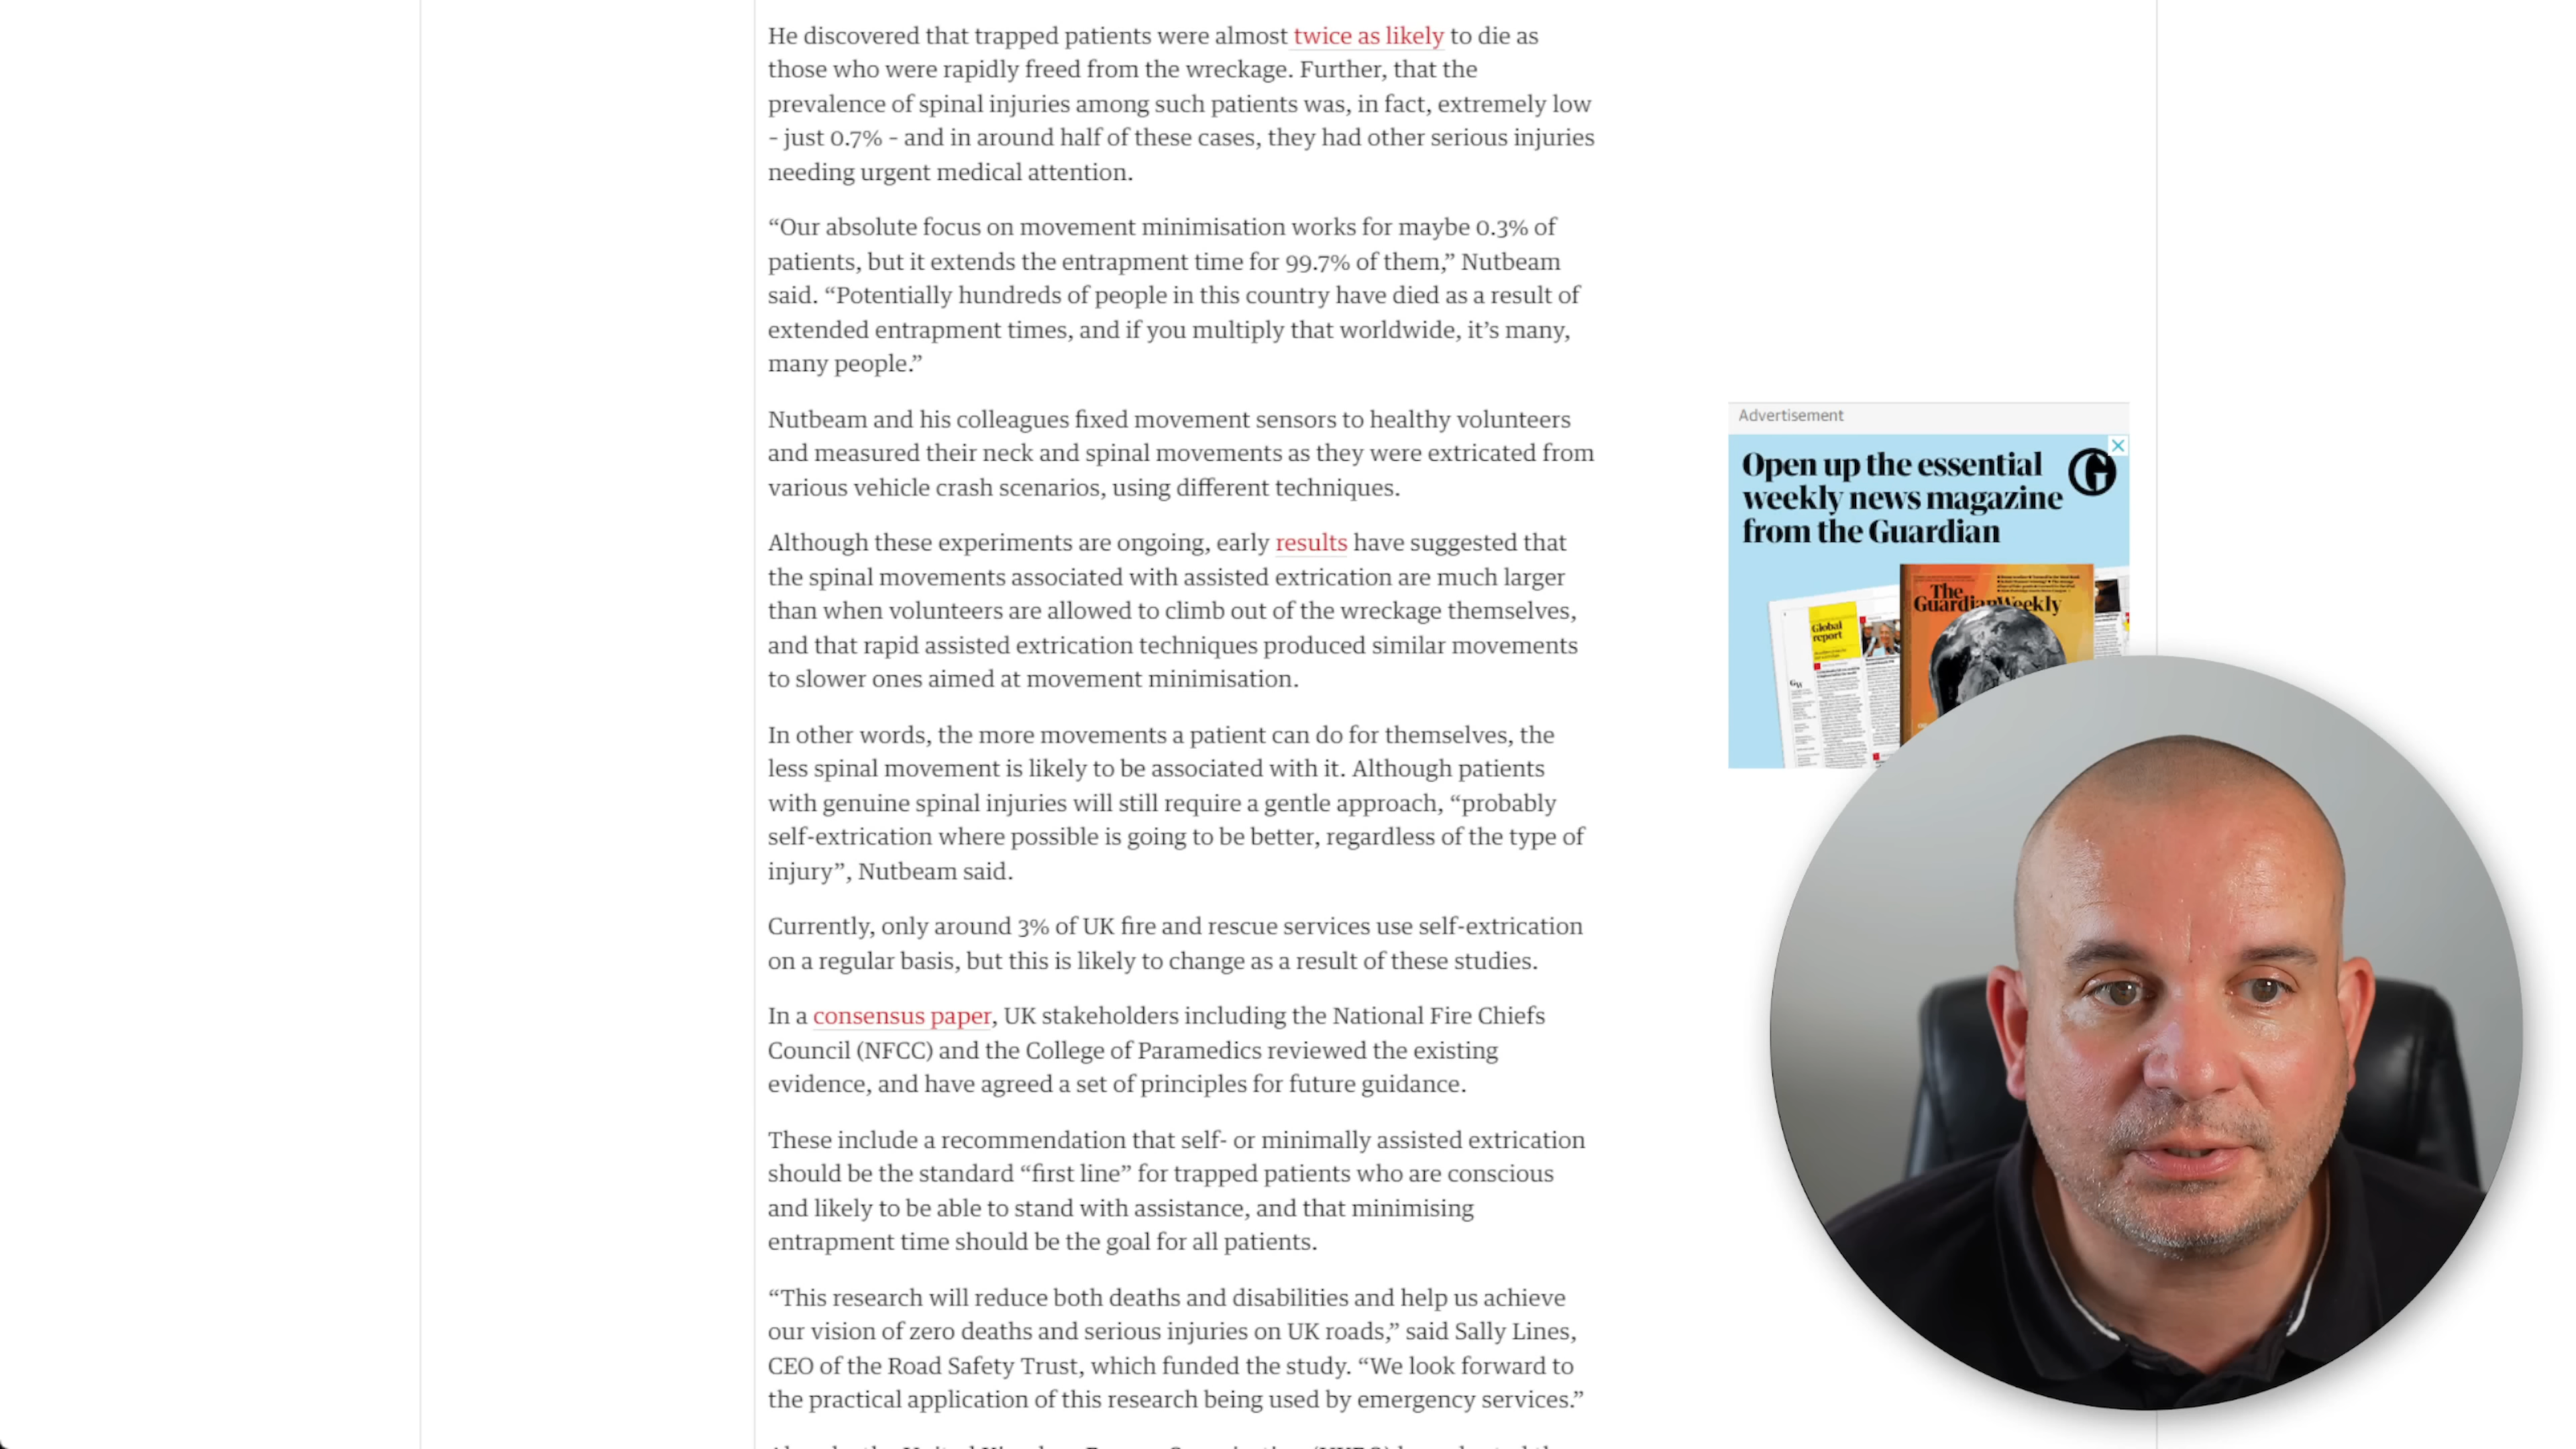 He discovered that trapped patients were almost twice as likely to die as
those who were rapidly freed from the wreckage. Further, that the
prevalence of spinal injuries among such patients was, in fact, extremely low
- just 0.7% - and in around half of these cases, they had other serious injuries
needing urgent medical attention.
“Our absolute focus on movement minimisation works for maybe 0.3% of
patients, but it extends the entrapment time for 99.7% of them,” Nutbeam
said. “Potentially hundreds of people in this country have died as a result of
extended entrapment times, and if you multiply that worldwide, it’s many,
many people.”
Nutbeam and his colleagues fixed movement sensors to healthy volunteers
and measured their neck and spinal movements as they were extricated from
various vehicle crash scenarios, using different techniques.
Although these experiments are ongoing, early results have suggested that
the spinal movements associated with assisted extrication are much larger
than when volunteers are allowed to climb out of the wreckage themselves,
and that rapid assisted extrication techniques produced similar movements
to slower ones aimed at movement minimisation.
In other words, the more movements a patient can do for themselves, the
less spinal movement is likely to be associated with it. Although patients
with genuine spinal injuries will still require a gentle approach, “probably
self-extrication where possible is going to be better, regardless of the type of
injury”, Nutbeam said.
Currently, only around 3% of UK fire and rescue services use self-extrication
on a regular basis, but this is likely to change as a result of these studies.
In a consensus paper, UK stakeholders including the National Fire Chiefs
Council (NFCC) and the College of Paramedics reviewed the existing
evidence, and have agreed a set of principles for future guidance.
These include a recommendation that self- or minimally assisted extrication
should be the standard “first line” for trapped patients who are conscious
and likely to be able to stand with assistance, and that minimising
entrapment time should be the goal for all patients.
“This research will reduce both deaths and disabilities and help us achieve
our vision of zero deaths and serious injuries on UK roads,” said Sally Lines,
CEO of the Road Safety Trust, which funded the study. “We look forward to
the practical application of this research being used by emergency services.”
Advertisement
Open up the essential
weekly news magazine
from the Guardian
G
The
Guardian Weekly
Global
report